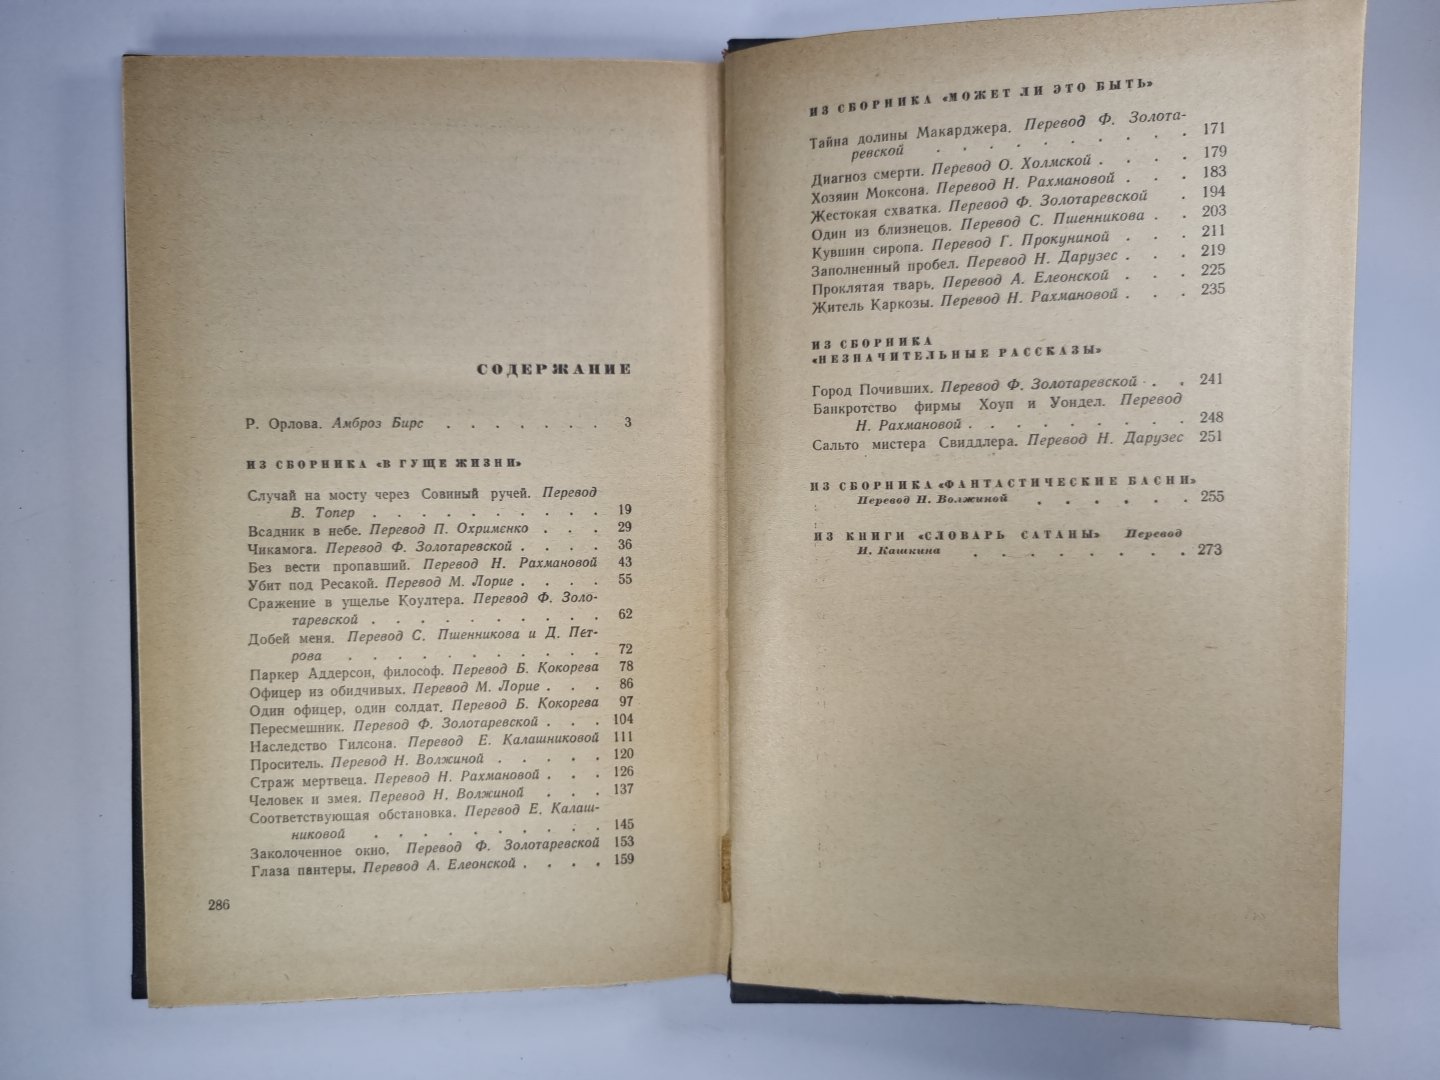 СОДЕРЖАНИЕ
Р. Орлова. Амброз Бирс . . . . . . . 3
ИЗ СБОРНИКА «В ГУЩЕ ЖИЗНИ»
Случай на мосту через Совиный ручей. Перевод
В. Топер . . . . . . . . . . 19
Всадник в небе. Перевод П. Охрименко . . . 29
Чикамога. Перевод Ф. Золотаревской . . . . 36
Без вести пропавший. Перевод Н. Рахмановой 43
Убит под Ресакой. Перевод М. Лорие . . . . 55
Сражение в ущелье Коултера. Перевод Ф. Золо-
таревской . . . . . . . . . . 62
Добей меня. Перевод С. Пшенникова и Д. Пет-
рова . . . . . . . . . . . 72
Паркер Аддерсон, философ. Перевод Б. Кокорева 78
Офицер из обидчивых. Перевод М. Лорие . . . 86
Один офицер, один солдат. Перевод Б. Кокорева 97
Пересмешник. Перевод Ф. Золотаревской . . . 104
Наследство Гилсона. Перевод Е. Калашниковой 111
Проситель. Перевод Н. Волжиной . . . . . 120
Страж мертвеца. Перевод Н. Рахмановой . . . 126
Человек и змея. Перевод Н. Волжиной . . . 137
Соответствующая обстановка. Перевод Е. Калаш-
никовой . . . . . . . . . 145
Заколоченное окно. Перевод Ф. Золотаревской 153
Глаза пантеры. Перевод А. Елеонской . . . . 159
286
ИЗ СБОРНИКА «МОЖЕТ ЛИ ЭТО БЫТЬ»
Тайна долины Макарджера. Перевод Ф. Золота-
ревской . . . . . . . . . . 171
Диагноз смерти. Перевод О. Холмской . . . . 179
Хозяин Моксона. Перевод Н. Рахмановой . . . 183
Жестокая схватка. Перевод Ф. Золотаревской . 194
Один из близнецов. Перевод С. Пшенникова . . 203
Кувшин сиропа. Перевод Г. Прокуниной . . . 211
Заполненный пробел. Перевод Н. Дарузес . . . 219
Проклятая тварь. Перевод А. Елеонской . . . 225
Житель Каркозы. Перевод Н. Рахмановой . . . 235
ИЗ СБОРНИКА
«НЕЗНАЧИТЕЛЬНЫЕ РАССКАЗЫ»
Город Почивших. Перевод Ф. Золотаревской . . 241
Банкротство фирмы Хоуп и Уондел. Перевод
Н. Рахмановой . . . . . . . . 248
Сальто мистера Свиддлера. Перевод Н. Дарузес 251
ИЗ СБОРНИКА «ФАНТАСТИЧЕСКИЕ БАСНИ»
Перевод Н. Волжиной . . . . . . 255
ИЗ КНИГИ «СЛОВАРЬ САТАНЫ» Перевод
И. Кашкина . . . . . . . . 273